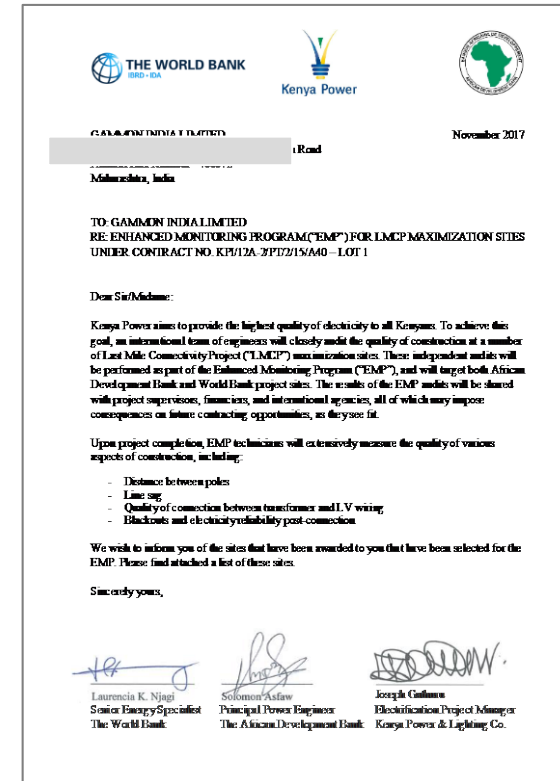 THE WORLD BANK
IBRD • IDA
Kenya Power
GAMMON INDIA LIMITED
November 2017
Road
Maharashtra, India
TO: GAMMON INDIA LIMITED
RE: ENHANCED MONITORING PROGRAM ("EMP") FOR LMCP MAXIMIZATION SITES
UNDER CONTRACT NO. KP1/12A-2/PT/2/15/A40 – LOT 1
Dear Sir/Madame:
Kenya Power aims to provide the highest quality of electricity to all Kenyans. To achieve this
goal, an international team of engineers will closely audit the quality of construction at a number
of Last Mile Connectivity Project ("LMCP") maximization sites. These independent audits will
be performed as part of the Enhanced Monitoring Program ("EMP"), and will target both African
Development Bank and World Bank project sites. The results of the EMP audits will be shared
with project supervisors, financiers, and international agencies, all of which may impose
consequences on future contracting opportunities, as they see fit.
Upon project completion, EMP technicians will extensively measure the quality of various
aspects of construction, including:
- Distance between poles
- Line sag
- Quality of connection between transformer and LV wiring
- Blackouts and electricity reliability post-connection
We wish to inform you of the sites that have been awarded to you that have been selected for the
EMP. Please find attached a list of these sites.
Sincerely yours,
Laurencia K. Njagi
Senior Energy Specialist
The World Bank
Solomon Asfaw
Principal Power Engineer
The African Development Bank
Joseph
Electrification Project Manager
Kenya Power & Lighting Co.